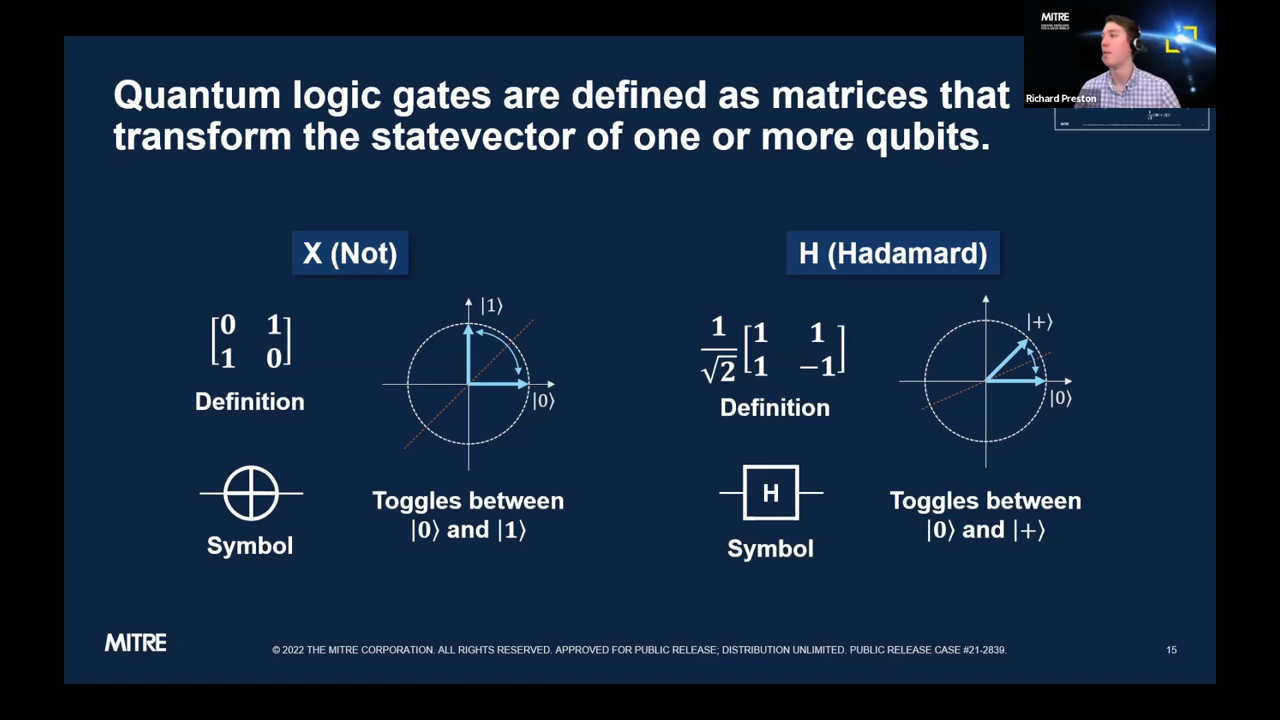 MITRE
Richard Preston
Quantum logic gates are defined as matrices that
transform the statevector of one or more qubits.
X (Not)
[0 1]
[1 0]
Definition
|1⟩
|0⟩
Symbol
Toggles between
|0⟩ and |1⟩
H (Hadamard)
1/√2 [1 1]
[1 −1]
Definition
|+⟩
|0⟩
H
Symbol
Toggles between
|0⟩ and |+⟩
MITRE
© 2022 THE MITRE CORPORATION. ALL RIGHTS RESERVED. APPROVED FOR PUBLIC RELEASE; DISTRIBUTION UNLIMITED. PUBLIC RELEASE CASE #21-2839.
15